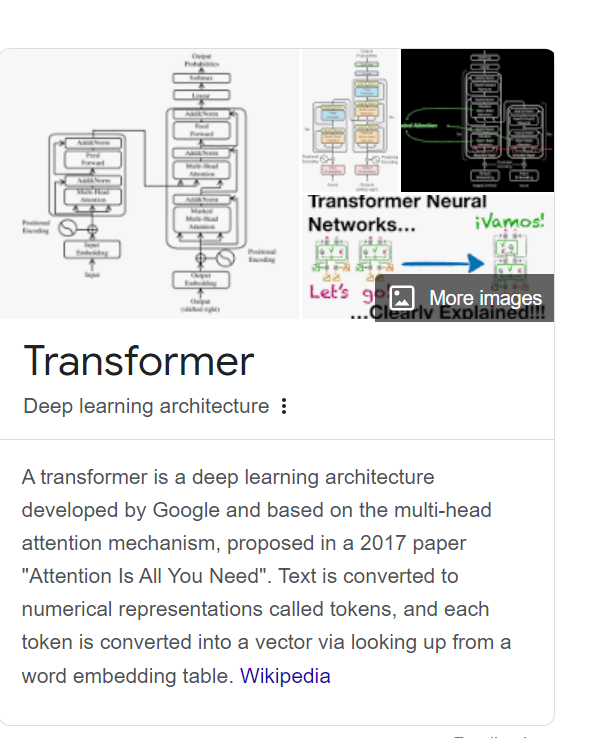 Output
Probabilities
Softmax
Linear
Add&Norm
Feed
Forward
Add&Norm
Multi-Head
Attention
Add&Norm
Masked
Multi-Head
Attention
Add&Norm
Feed
Forward
Add&Norm
Multi-Head
Attention
Positional
Encoding
Positional
Encoding
Input
Embedding
Output
Embedding
Input
Output
(shifted right)
Transformer Neural
Networks...
¡Vamos!
Let's go
...Clearly Explained!!!
More images
Transformer
Deep learning architecture
A transformer is a deep learning architecture
developed by Google and based on the multi-head
attention mechanism, proposed in a 2017 paper
"Attention Is All You Need". Text is converted to
numerical representations called tokens, and each
token is converted into a vector via looking up from a
word embedding table. Wikipedia